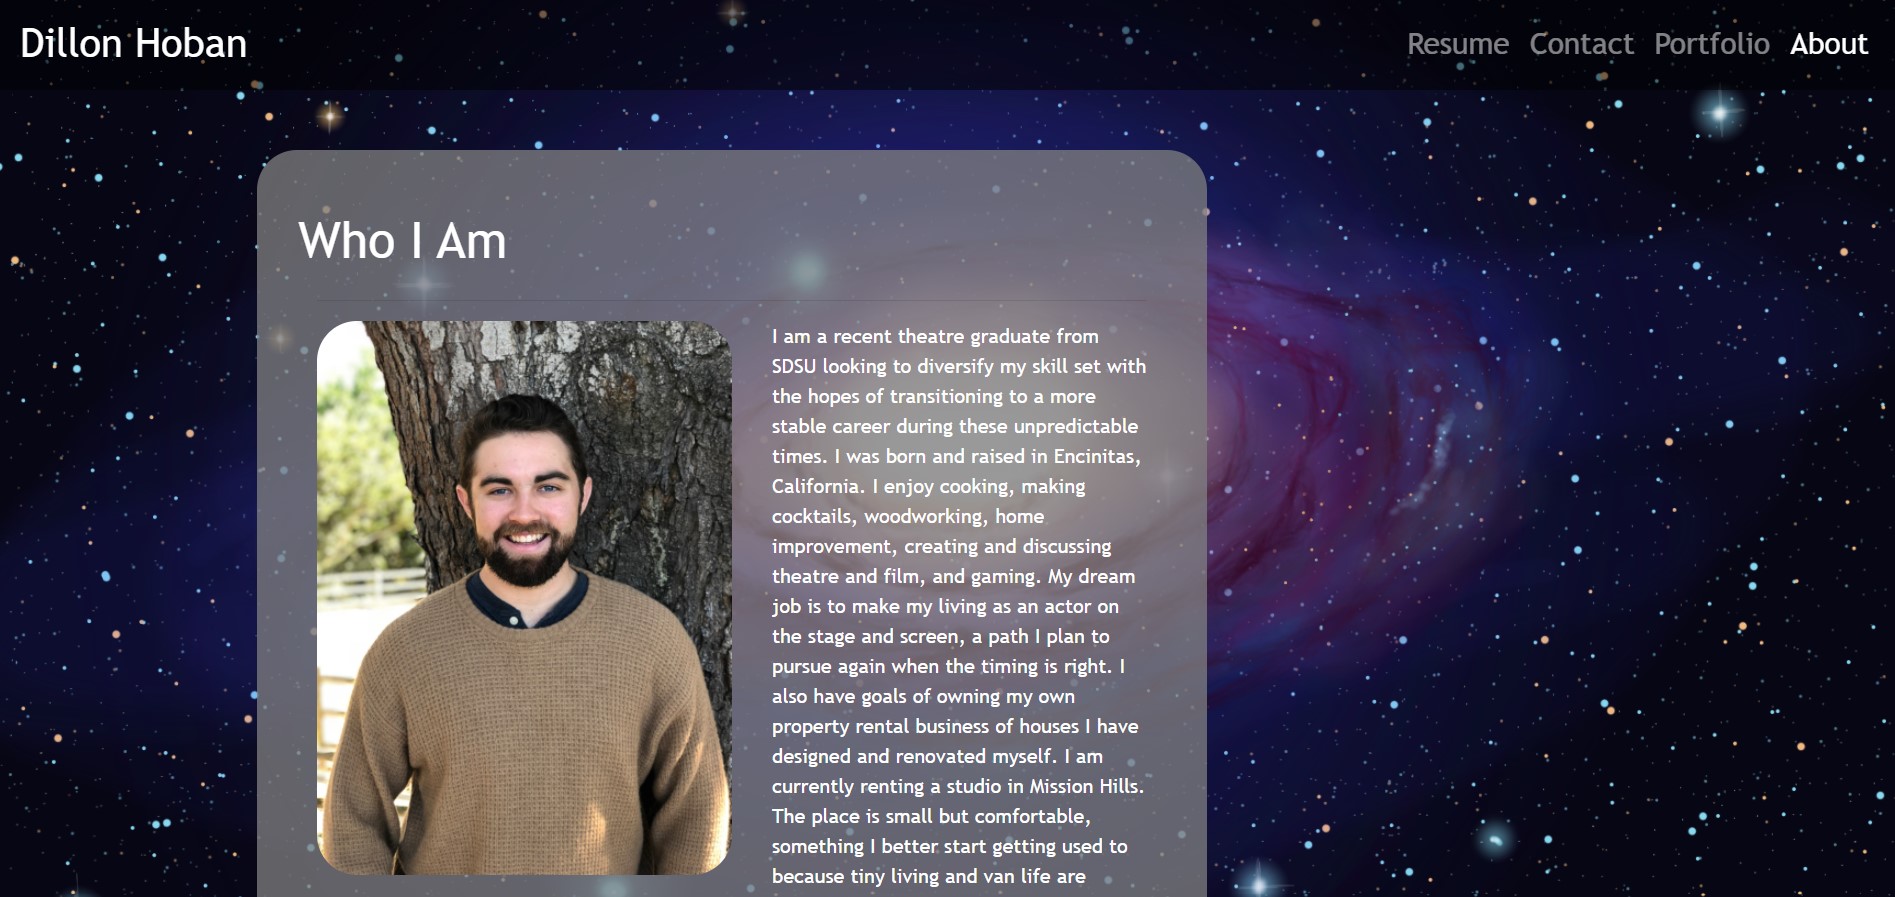 Dillon Hoban
Resume Contact Portfolio About
Who I Am
I am a recent theatre graduate from
SDSU looking to diversify my skill set with
the hopes of transitioning to a more
stable career during these unpredictable
times. I was born and raised in Encinitas,
California. I enjoy cooking, making
cocktails, woodworking, home
improvement, creating and discussing
theatre and film, and gaming. My dream
job is to make my living as an actor on
the stage and screen, a path I plan to
pursue again when the timing is right. I
also have goals of owning my own
property rental business of houses I have
designed and renovated myself. I am
currently renting a studio in Mission Hills.
The place is small but comfortable,
something I better start getting used to
because tiny living and van life are